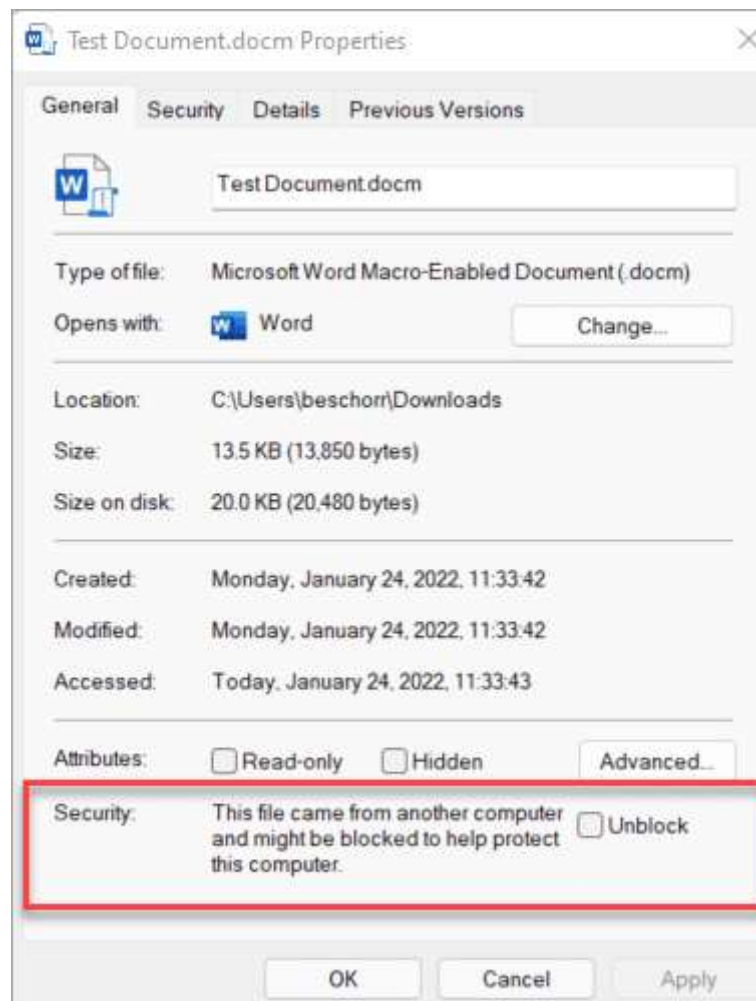 Test Document.docm Properties
General Security Details Previous Versions
Test Document.docm
Type of file: Microsoft Word Macro-Enabled Document (.docm)
Opens with: Word Change...
Location: C:\Users\beschorr\Downloads
Size: 13.5 KB (13,850 bytes)
Size on disk: 20.0 KB (20,480 bytes)
Created: Monday, January 24, 2022, 11:33:42
Modified: Monday, January 24, 2022, 11:33:42
Accessed: Today, January 24, 2022, 11:33:43
Attributes: Read-only Hidden Advanced...
Security: This file came from another computer
and might be blocked to help protect
this computer.
Unblock
OK Cancel Apply